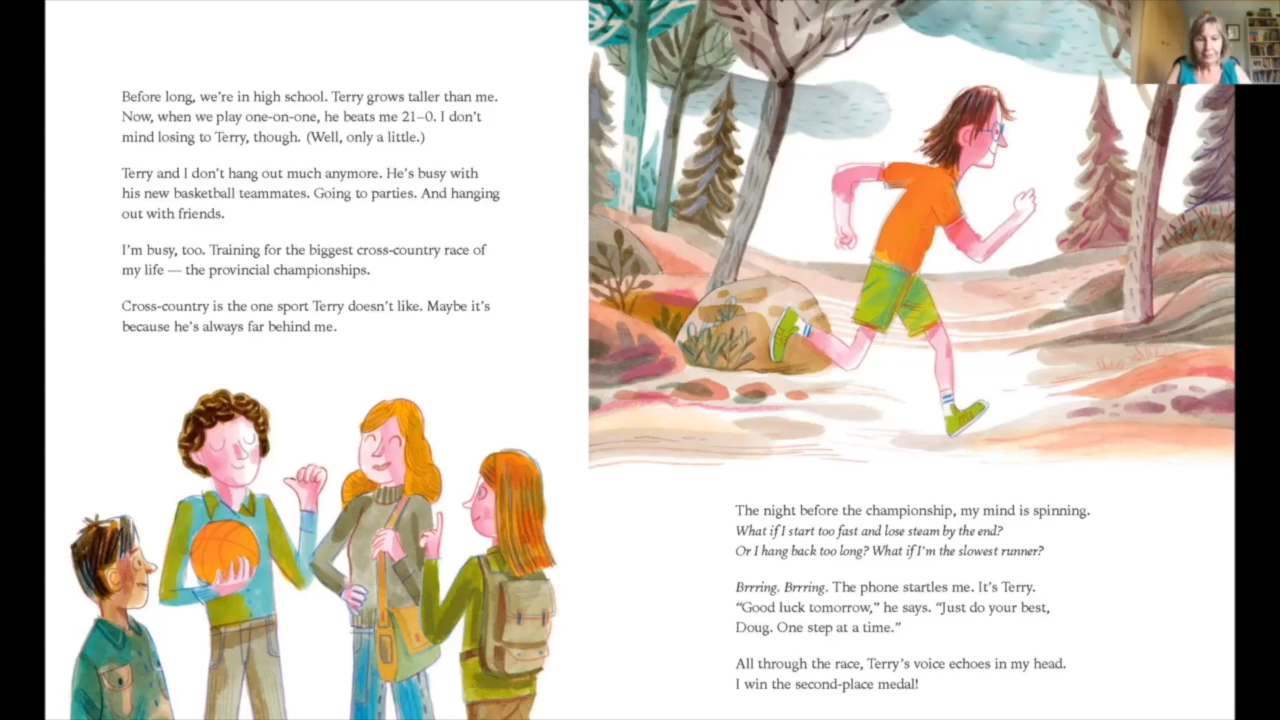 Before long, we're in high school. Terry grows taller than me.
Now, when we play one-on-one, he beats me 21–0. I don't
mind losing to Terry, though. (Well, only a little.)
Terry and I don't hang out much anymore. He's busy with
his new basketball teammates. Going to parties. And hanging
out with friends.
I'm busy, too. Training for the biggest cross-country race of
my life — the provincial championships.
Cross-country is the one sport Terry doesn't like. Maybe it's
because he's always far behind me.
The night before the championship, my mind is spinning.
What if I start too fast and lose steam by the end?
Or I hang back too long? What if I'm the slowest runner?
Brrring. Brrring. The phone startles me. It's Terry.
“Good luck tomorrow,” he says. “Just do your best,
Doug. One step at a time.”
All through the race, Terry's voice echoes in my head.
I win the second-place medal!